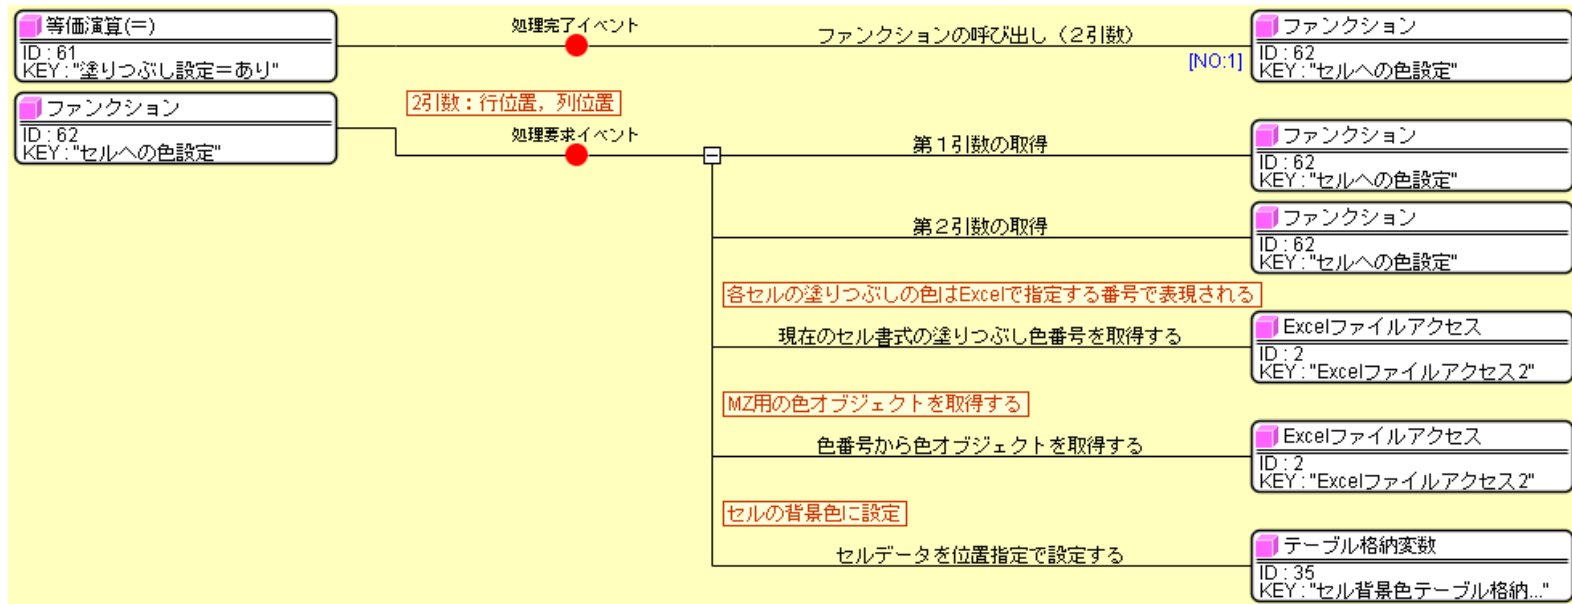 等価演算(=)
ID : 61
KEY : "塗りつぶし設定＝あり"
処理完了イベント
ファンクションの呼び出し（２引数）
[NO:1]
ファンクション
ID : 62
KEY : "セルへの色設定"
ファンクション
ID : 62
KEY : "セルへの色設定"
2引数：行位置，列位置
処理要求イベント
第１引数の取得
ファンクション
ID : 62
KEY : "セルへの色設定"
第２引数の取得
ファンクション
ID : 62
KEY : "セルへの色設定"
各セルの塗りつぶしの色はExcelで指定する番号で表現される
現在のセル書式の塗りつぶし色番号を取得する
Excelファイルアクセス
ID : 2
KEY : "Excelファイルアクセス2"
MZ用の色オブジェクトを取得する
色番号から色オブジェクトを取得する
Excelファイルアクセス
ID : 2
KEY : "Excelファイルアクセス2"
セルの背景色に設定
セルデータを位置指定で設定する
テーブル格納変数
ID : 35
KEY : "セル背景色テーブル格納..."